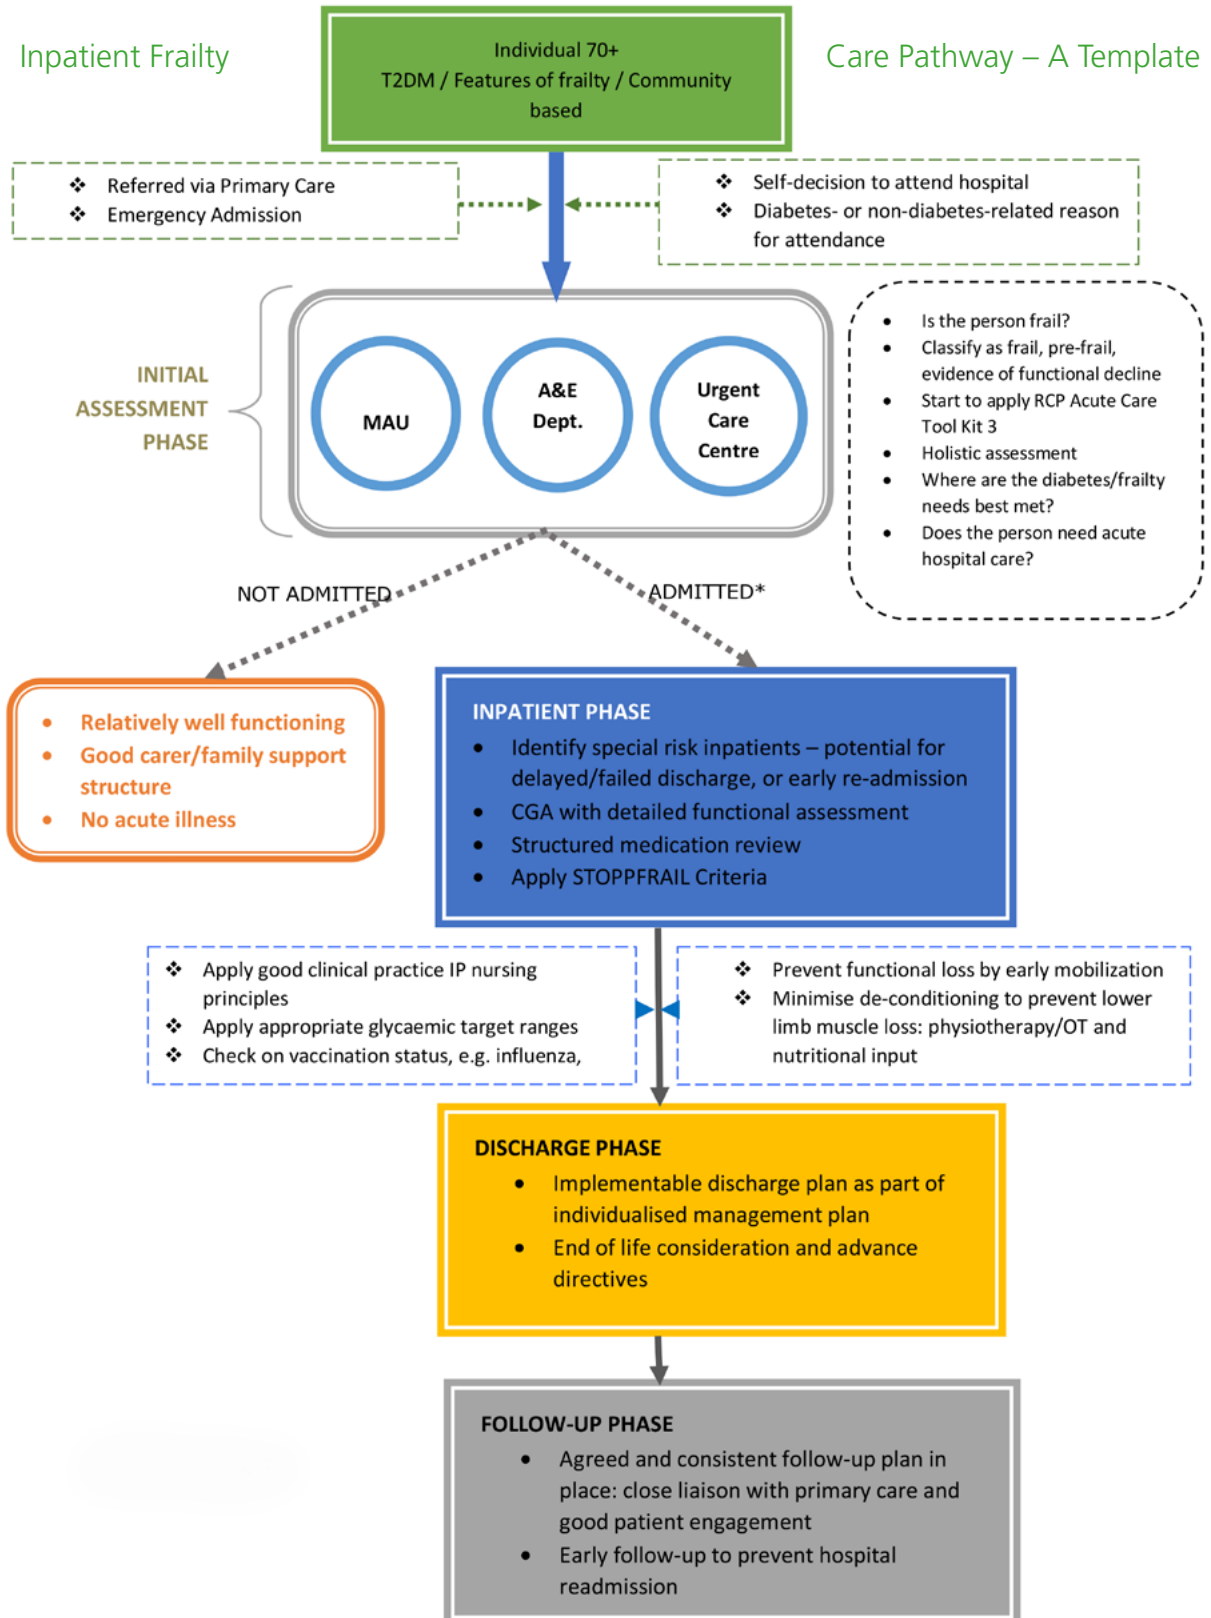 Inpatient Frailty
Care Pathway – A Template
Individual 70+
T2DM / Features of frailty / Community
based
❖ Referred via Primary Care
❖ Emergency Admission
❖ Self-decision to attend hospital
❖ Diabetes- or non-diabetes-related reason
for attendance
INITIAL
ASSESSMENT
PHASE
MAU
A&E
Dept.
Urgent
Care
Centre
• Is the person frail?
• Classify as frail, pre-frail,
evidence of functional decline
• Start to apply RCP Acute Care
Tool Kit 3
• Holistic assessment
• Where are the diabetes/frailty
needs best met?
• Does the person need acute
hospital care?
NOT ADMITTED
ADMITTED*
• Relatively well functioning
• Good carer/family support
structure
• No acute illness
INPATIENT PHASE
• Identify special risk inpatients – potential for
delayed/failed discharge, or early re-admission
• CGA with detailed functional assessment
• Structured medication review
• Apply STOPPFRAIL Criteria
❖ Apply good clinical practice IP nursing
principles
❖ Apply appropriate glycaemic target ranges
❖ Check on vaccination status, e.g. influenza,
❖ Prevent functional loss by early mobilization
❖ Minimise de-conditioning to prevent lower
limb muscle loss: physiotherapy/OT and
nutritional input
DISCHARGE PHASE
• Implementable discharge plan as part of
individualised management plan
• End of life consideration and advance
directives
FOLLOW-UP PHASE
• Agreed and consistent follow-up plan in
place: close liaison with primary care and
good patient engagement
• Early follow-up to prevent hospital
readmission